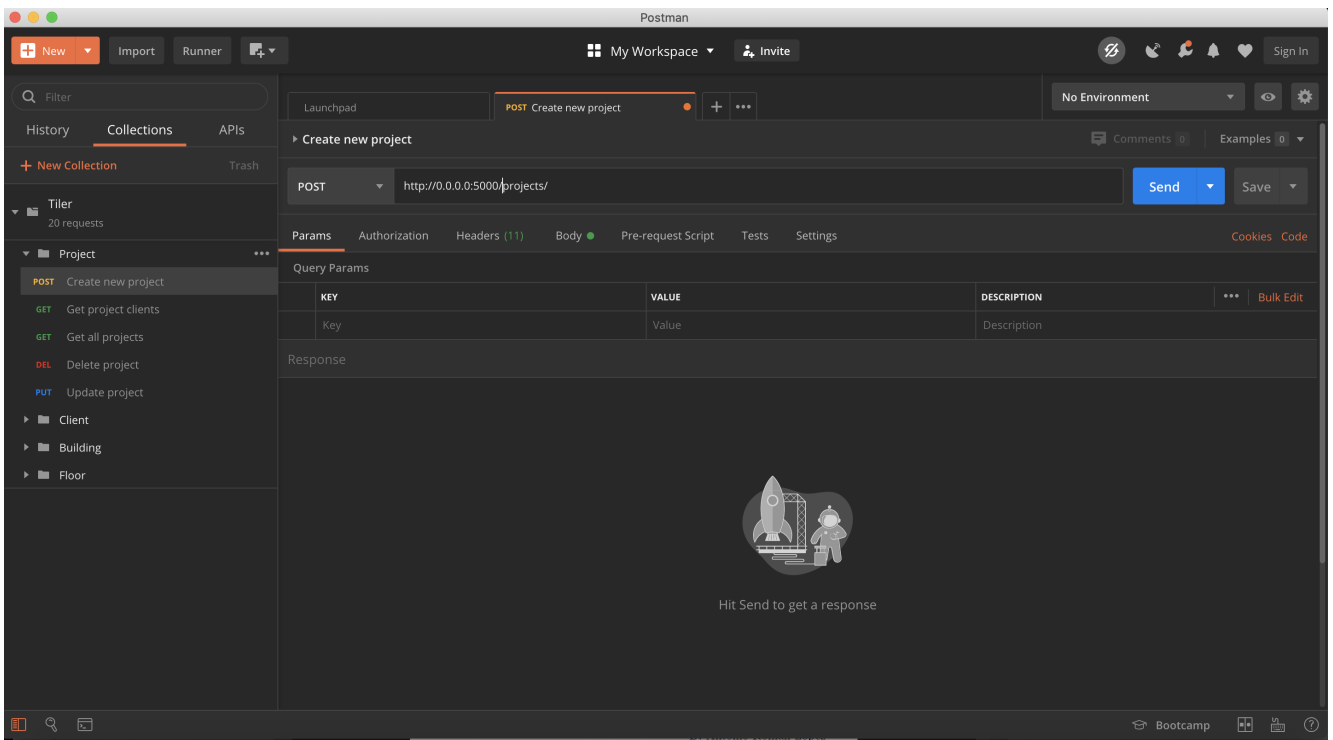 Postman
New
Import
Runner
My Workspace
Invite
Sign In
Filter
History
Collections
APIs
New Collection
Trash
Tiler
20 requests
Project
POST Create new project
GET Get project clients
GET Get all projects
DEL Delete project
PUT Update project
Client
Building
Floor
Launchpad
POST Create new project
No Environment
Create new project
Comments 0
Examples 0
POST
http://0.0.0.0:5000/projects/
Send
Save
Params
Authorization
Headers (11)
Body
Pre-request Script
Tests
Settings
Cookies
Code
Query Params
KEY
VALUE
DESCRIPTION
Bulk Edit
Key
Value
Description
Response
Hit Send to get a response
Bootcamp